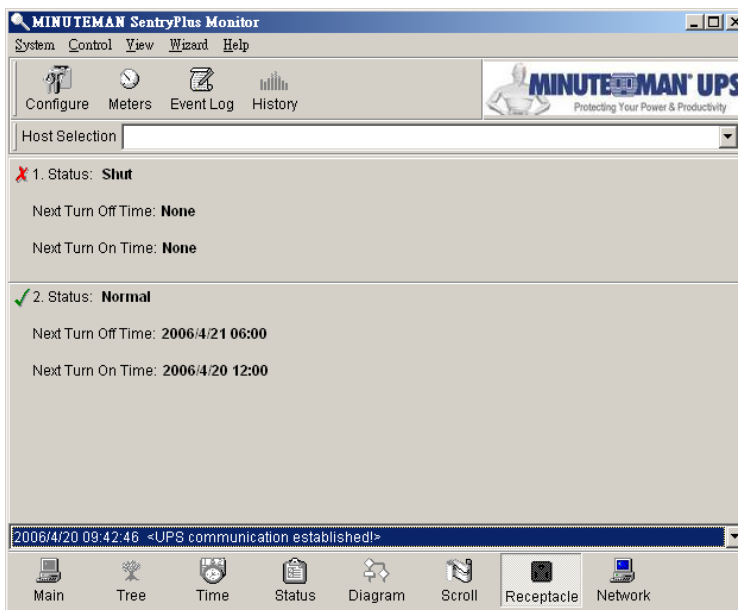 MINUTEMAN SentryPlus Monitor
System Control View Wizard Help
Configure Meters Event Log History
MINUTEMAN® UPS
Protecting Your Power & Productivity
Host Selection
1. Status: Shut
Next Turn Off Time: None
Next Turn On Time: None
2. Status: Normal
Next Turn Off Time: 2006/4/21 06:00
Next Turn On Time: 2006/4/20 12:00
2006/4/20 09:42:46 <UPS communication established!>
Main Tree Time Status Diagram Scroll Receptacle Network